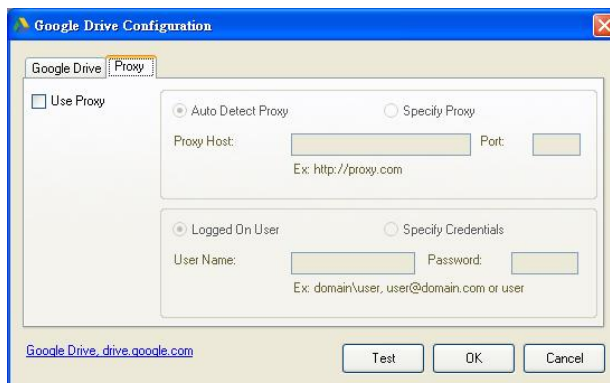 Google Drive Configuration
Google Drive Proxy
Use Proxy
Auto Detect Proxy Specify Proxy
Proxy Host: Port:
Ex: http://proxy.com
Logged On User Specify Credentials
User Name: Password:
Ex: domain\user, user@domain.com or user
Google Drive, drive.google.com Test OK Cancel